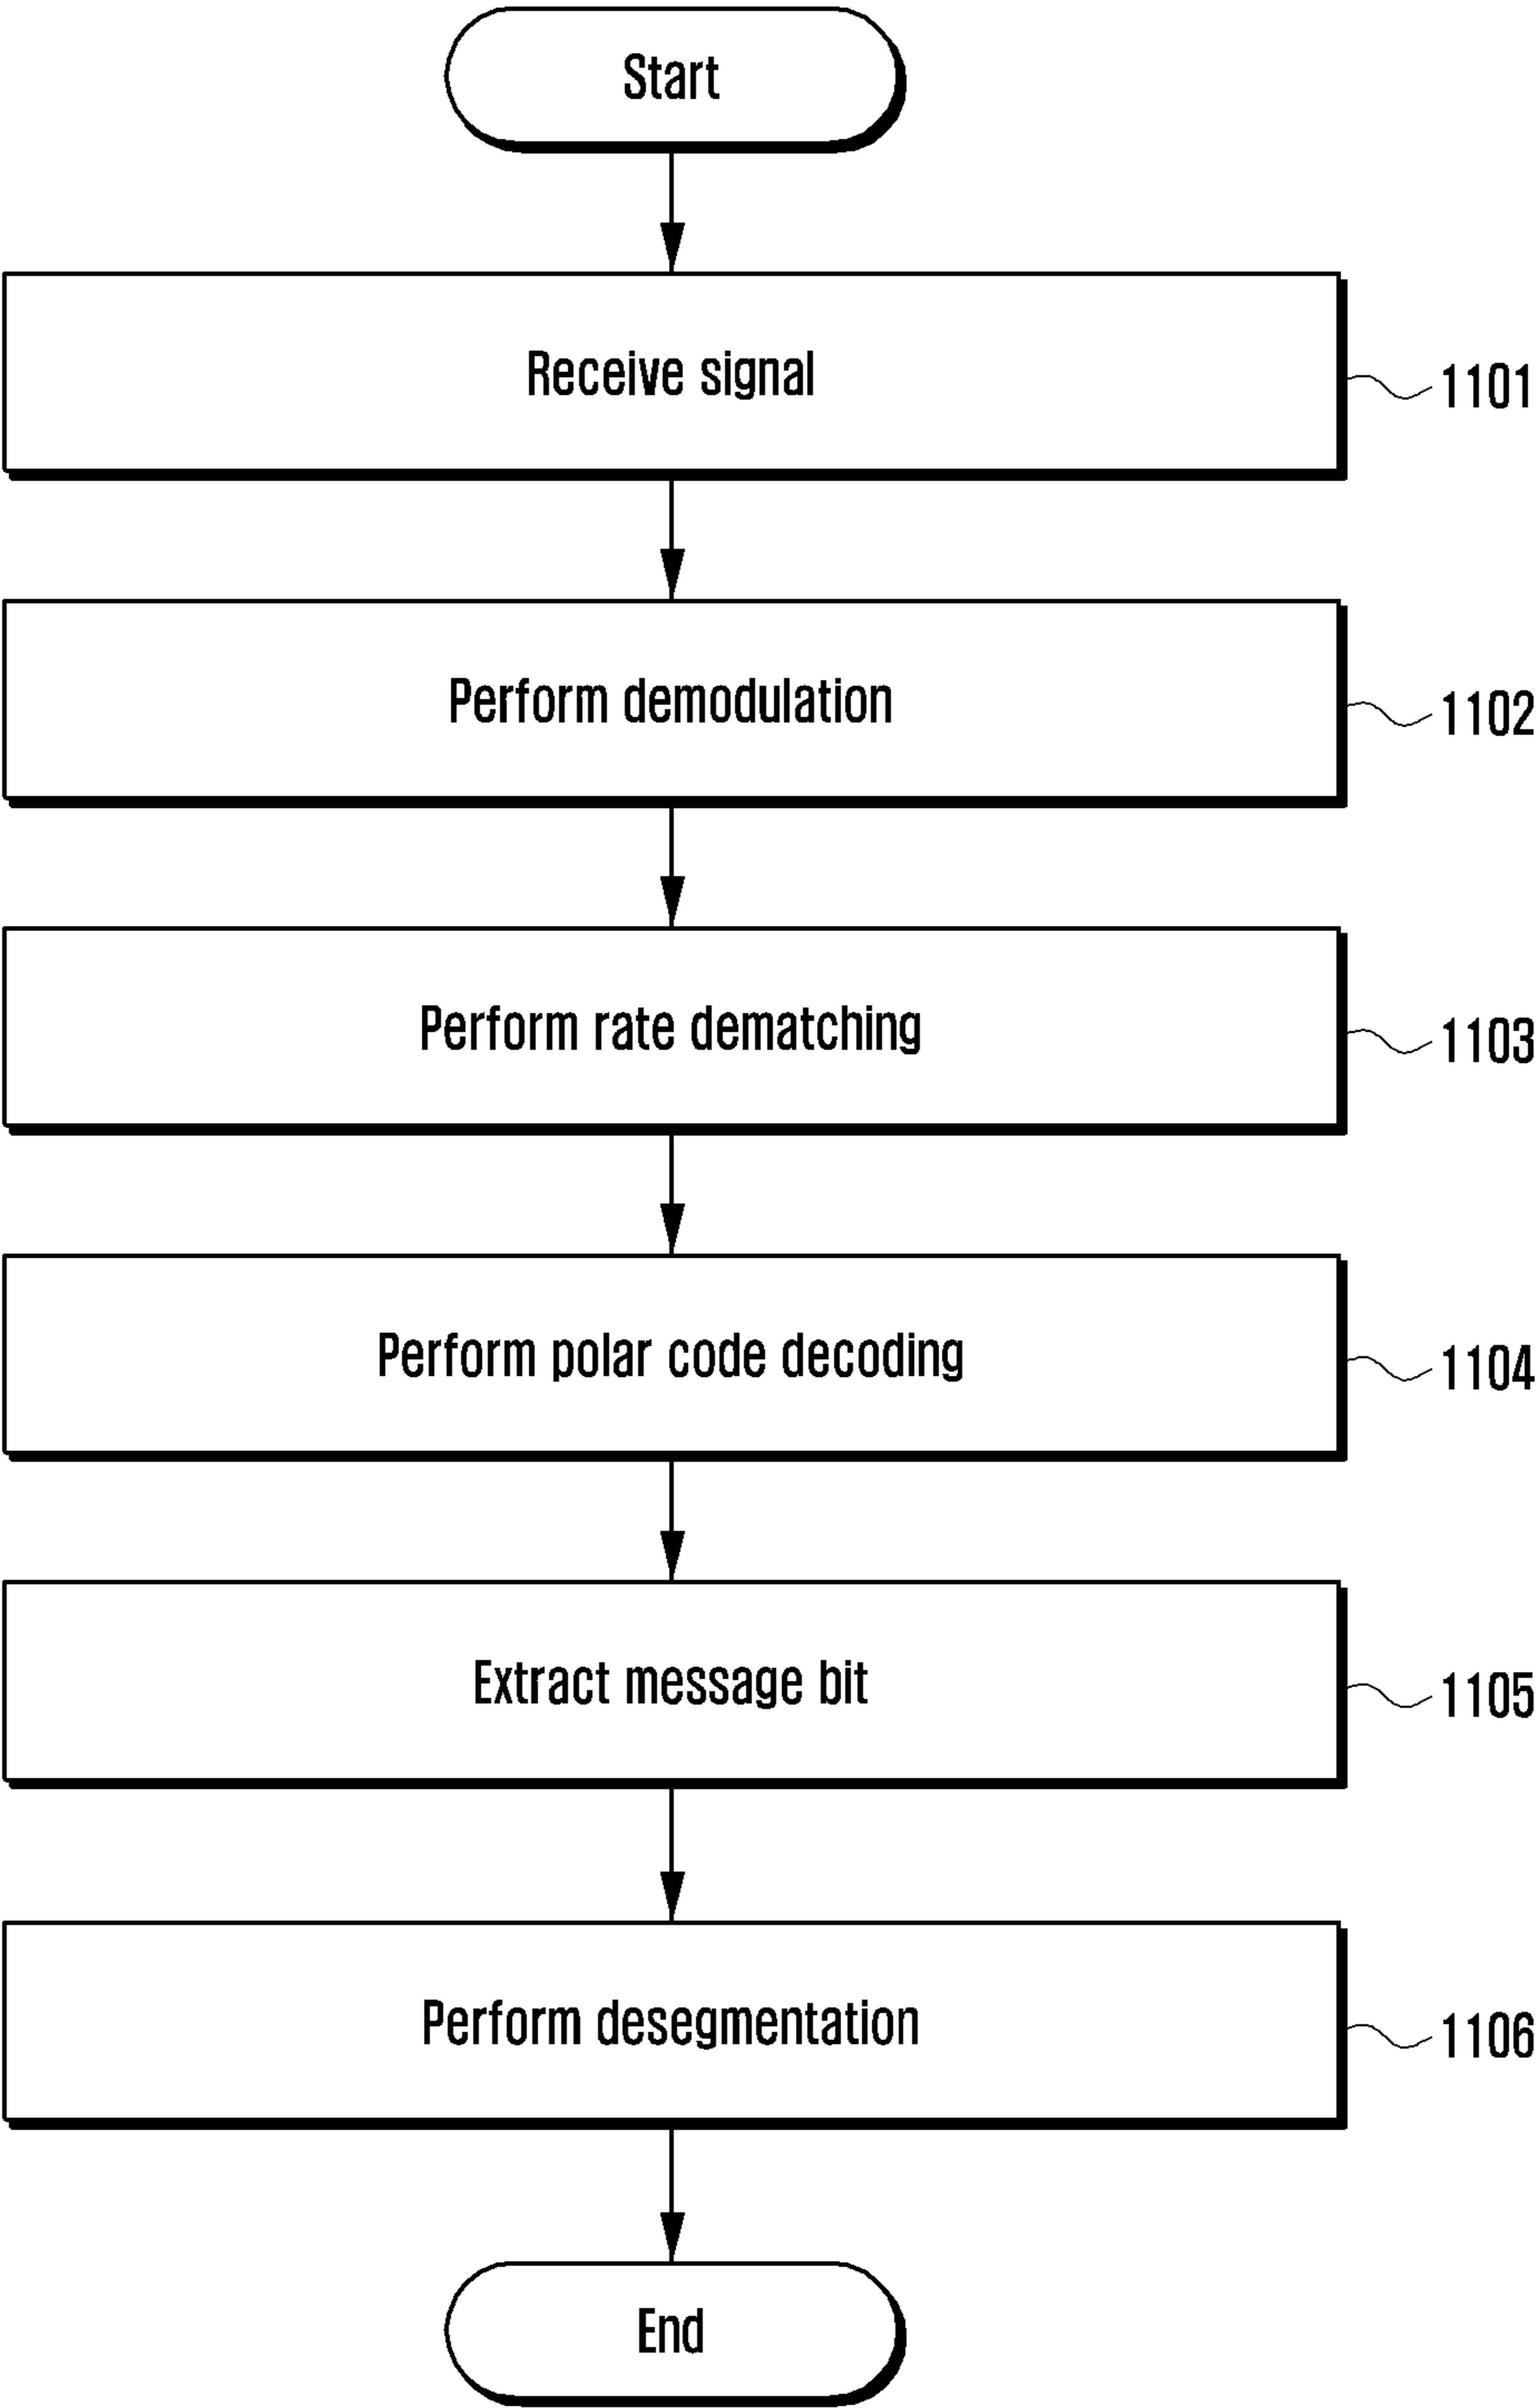 Start
Receive signal
1101
Perform demodulation
1102
Perform rate dematching
1103
Perform polar code decoding
1104
Extract message bit
1105
Perform desegmentation
1106
End